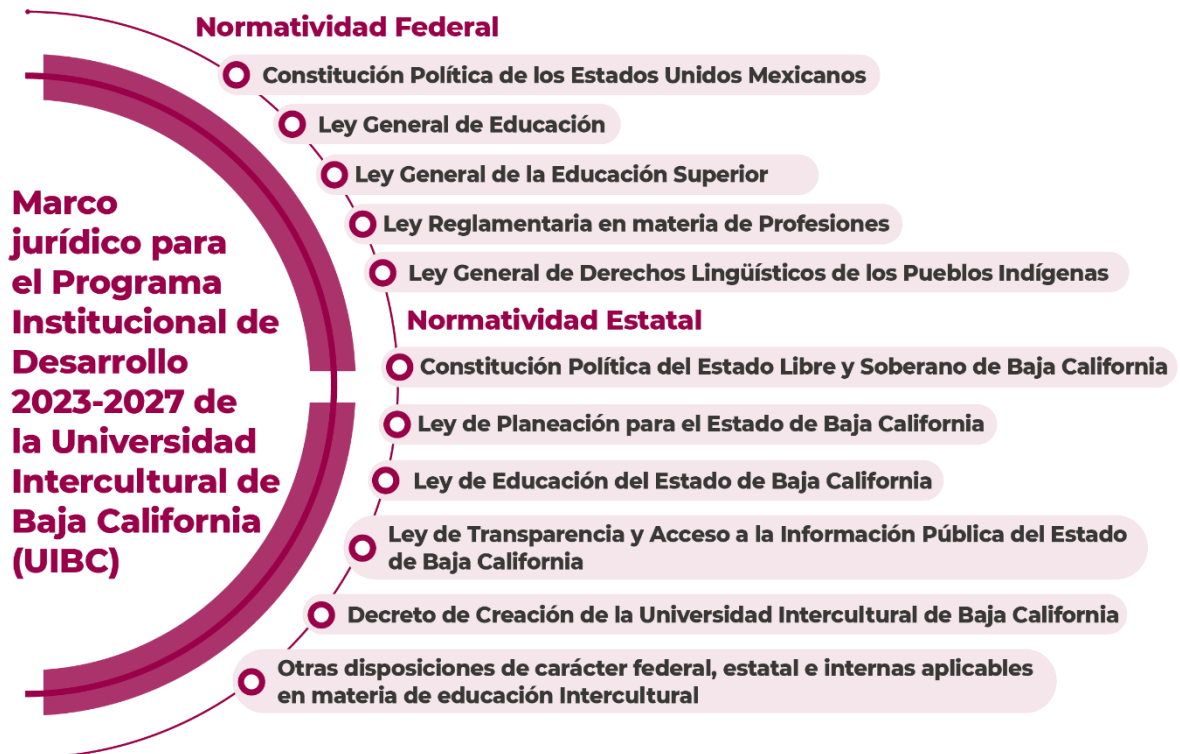 Marco
jurídico para
el Programa
Institucional de
Desarrollo
2023-2027 de
la Universidad
Intercultural de
Baja California
(UIBC)
Normatividad Federal
Constitución Política de los Estados Unidos Mexicanos
Ley General de Educación
Ley General de la Educación Superior
Ley Reglamentaria en materia de Profesiones
Ley General de Derechos Lingüísticos de los Pueblos Indígenas
Normatividad Estatal
Constitución Política del Estado Libre y Soberano de Baja California
Ley de Planeación para el Estado de Baja California
Ley de Educación del Estado de Baja California
Ley de Transparencia y Acceso a la Información Pública del Estado
de Baja California
Decreto de Creación de la Universidad Intercultural de Baja California
Otras disposiciones de carácter federal, estatal e internas aplicables
en materia de educación Intercultural